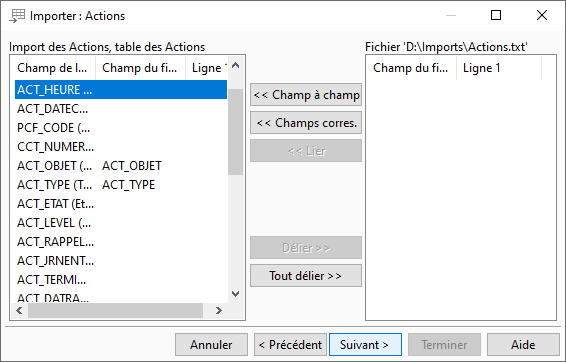 Importer : Actions
Import des Actions, table des Actions
Champ de l... Champ du fi... Ligne 1
ACT_HEURE ...
ACT_DATEC...
PCF_CODE (...
CCT_NUMER...
ACT_OBJET (... ACT_OBJET
ACT_TYPE (T... ACT_TYPE
ACT_ETAT (Et...
ACT_LEVEL (...
ACT_RAPPEL...
ACT_JRNENT...
ACT_TERMI...
ACT_DATRA...
<< Champ à champ
<< Champs corres.
<< Lier
Délier >>
Tout délier >>
Fichier 'D:\Imports\Actions.txt'
Champ du fi... Ligne 1
Annuler < Précédent Suivant > Terminer Aide